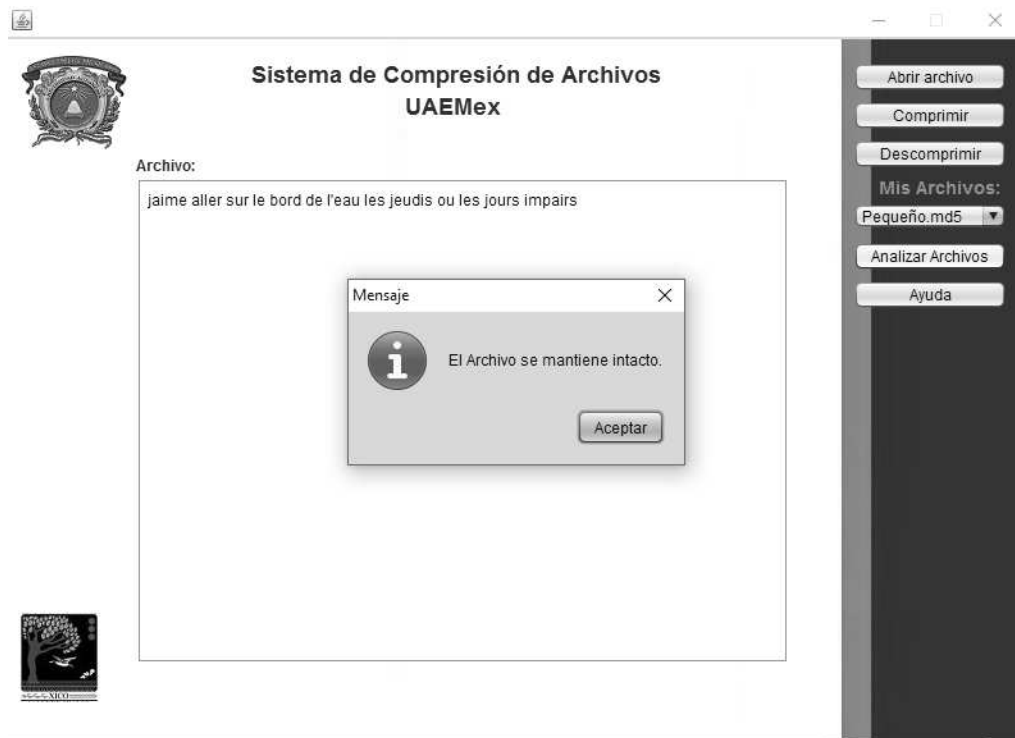 Sistema de Compresión de Archivos
UAEMex
Archivo:
jaime aller sur le bord de l'eau les jeudis ou les jours impairs
Mensaje
El Archivo se mantiene intacto.
Aceptar
Abrir archivo
Comprimir
Descomprimir
Mis Archivos:
Pequeño.md5
Analizar Archivos
Ayuda
XICO